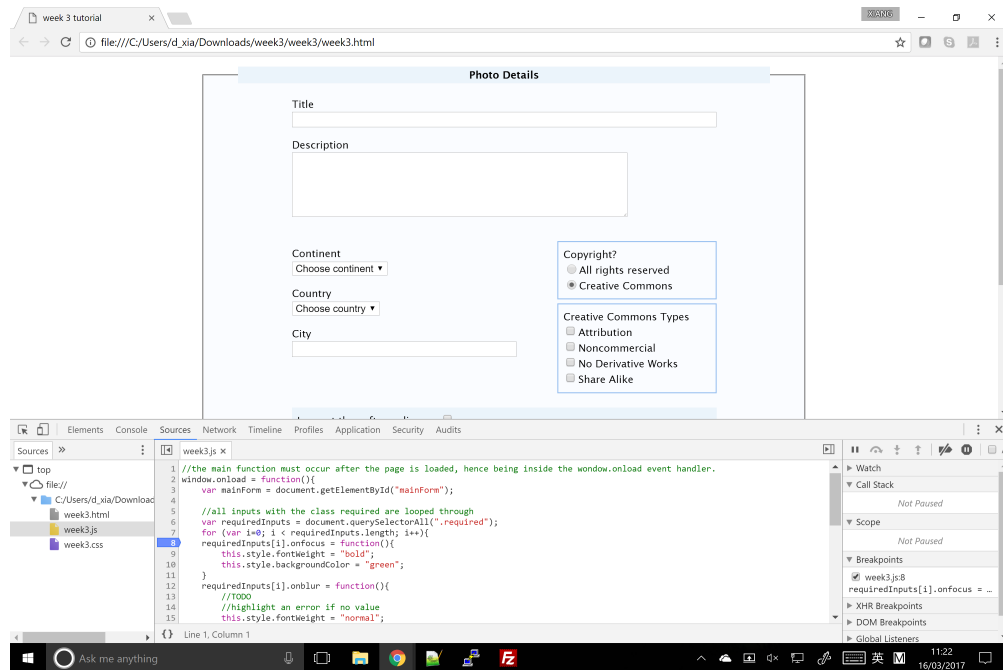 week 3 tutorial
XIANG
file:///C:/Users/d_xia/Downloads/week3/week3/week3.html
Photo Details
Title
Description
Continent
Choose continent
Country
Choose country
City
Copyright?
All rights reserved
Creative Commons
Creative Commons Types
Attribution
Noncommercial
No Derivative Works
Share Alike
Elements Console Sources Network Timeline Profiles Application Security Audits
Sources
week3.js
top
file://
C:/Users/d_xia/Download
week3.html
week3.js
week3.css
1 //the main function must occur after the page is loaded, hence being inside the wondow.onload event handler.
2 window.onload = function(){
3 var mainForm = document.getElementById("mainForm");
4
5 //all inputs with the class required are looped through
6 var requiredInputs = document.querySelectorAll(".required");
7 for (var i=0; i < requiredInputs.length; i++){
8 requiredInputs[i].onfocus = function(){
9 this.style.fontWeight = "bold";
10 this.style.backgroundColor = "green";
11 }
12 requiredInputs[i].onblur = function(){
13 //TODO
14 //highlight an error if no value
15 this.style.fontWeight = "normal";
{} Line 1, Column 1
Watch
Call Stack
Not Paused
Scope
Not Paused
Breakpoints
week3.js:8
requiredInputs[i].onfocus = …
XHR Breakpoints
DOM Breakpoints
Global Listeners
Ask me anything
英
M
11:22
16/03/2017